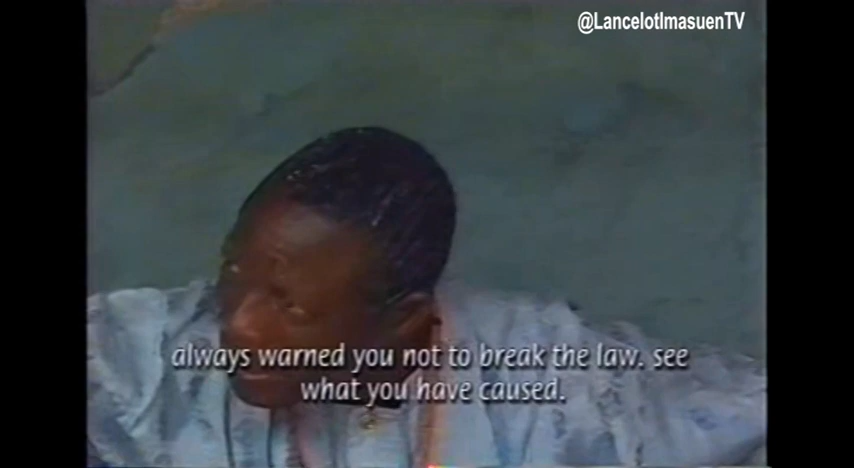 @LancelotImasuenTV
always warned you not to break the law. see
what you have caused.